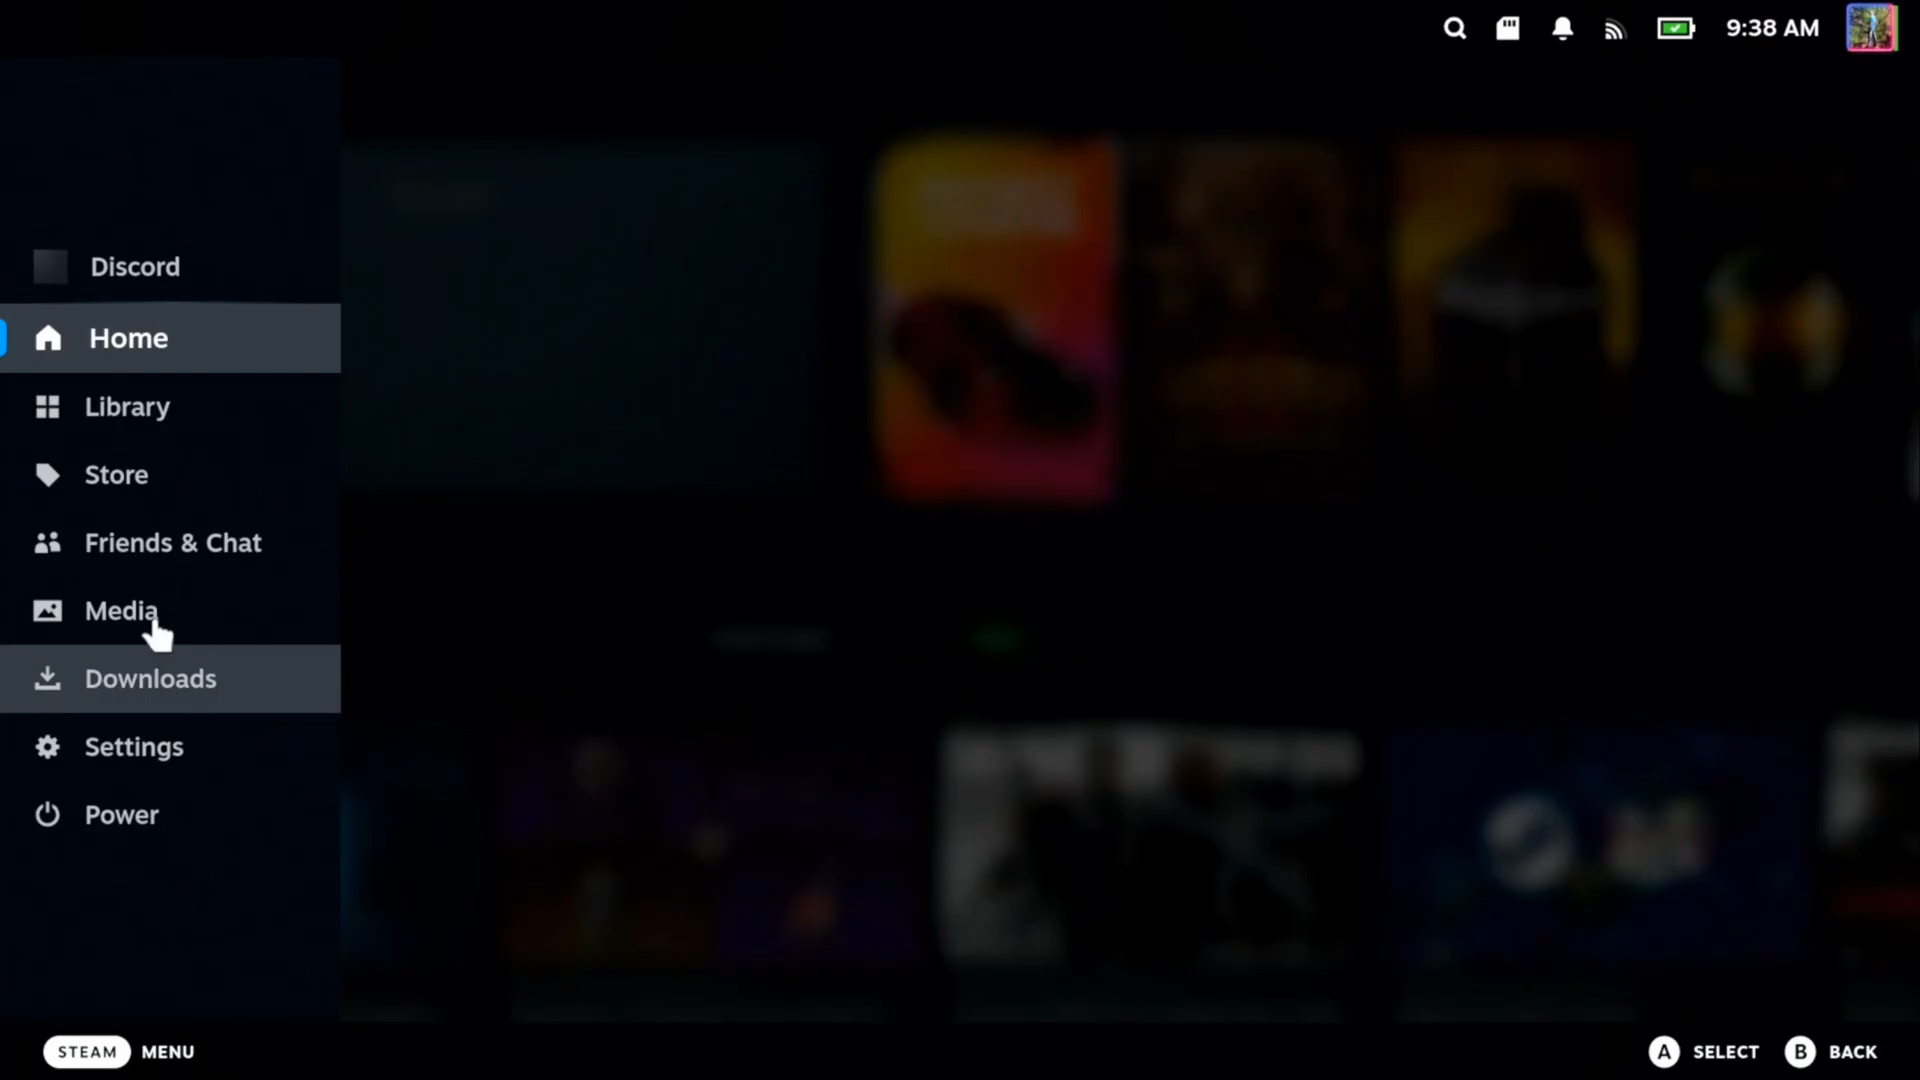 9:38 AM
Discord
Home
Library
Store
Friends & Chat
Media
Downloads
Settings
Power
STEAM MENU
A SELECT B BACK